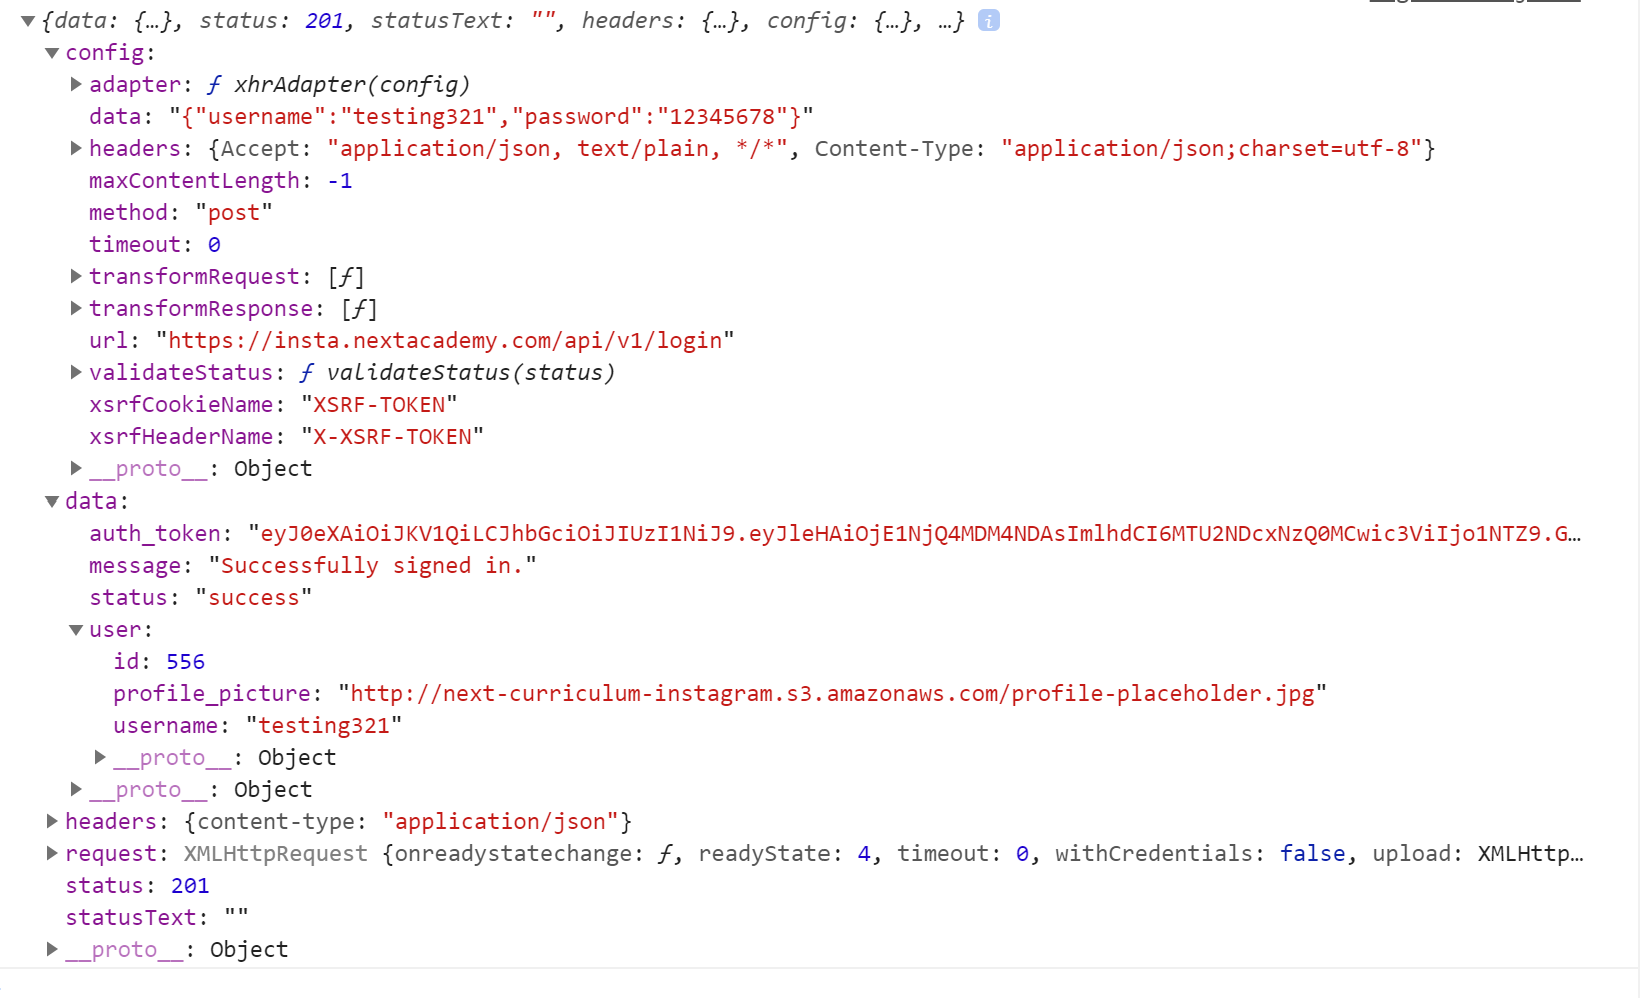 {data: {…}, status: 201, statusText: "", headers: {…}, config: {…}, …} i
config:
adapter: ƒ xhrAdapter(config)
data: "{"username":"testing321","password":"12345678"}"
headers: {Accept: "application/json, text/plain, */*", Content-Type: "application/json;charset=utf-8"}
maxContentLength: -1
method: "post"
timeout: 0
transformRequest: [ƒ]
transformResponse: [ƒ]
url: "https://insta.nextacademy.com/api/v1/login"
validateStatus: ƒ validateStatus(status)
xsrfCookieName: "XSRF-TOKEN"
xsrfHeaderName: "X-XSRF-TOKEN"
__proto__: Object
data:
auth_token: "eyJ0eXAiOiJKV1QiLCJhbGciOiJIUzI1NiJ9.eyJleHAiOjE1NjQ4MDM4NDAsImlhdCI6MTU2NDcxNzQ0MCwic3ViIjo1NTZ9.G…
message: "Successfully signed in."
status: "success"
user:
id: 556
profile_picture: "http://next-curriculum-instagram.s3.amazonaws.com/profile-placeholder.jpg"
username: "testing321"
__proto__: Object
__proto__: Object
headers: {content-type: "application/json"}
request: XMLHttpRequest {onreadystatechange: ƒ, readyState: 4, timeout: 0, withCredentials: false, upload: XMLHttp…
status: 201
statusText: ""
__proto__: Object